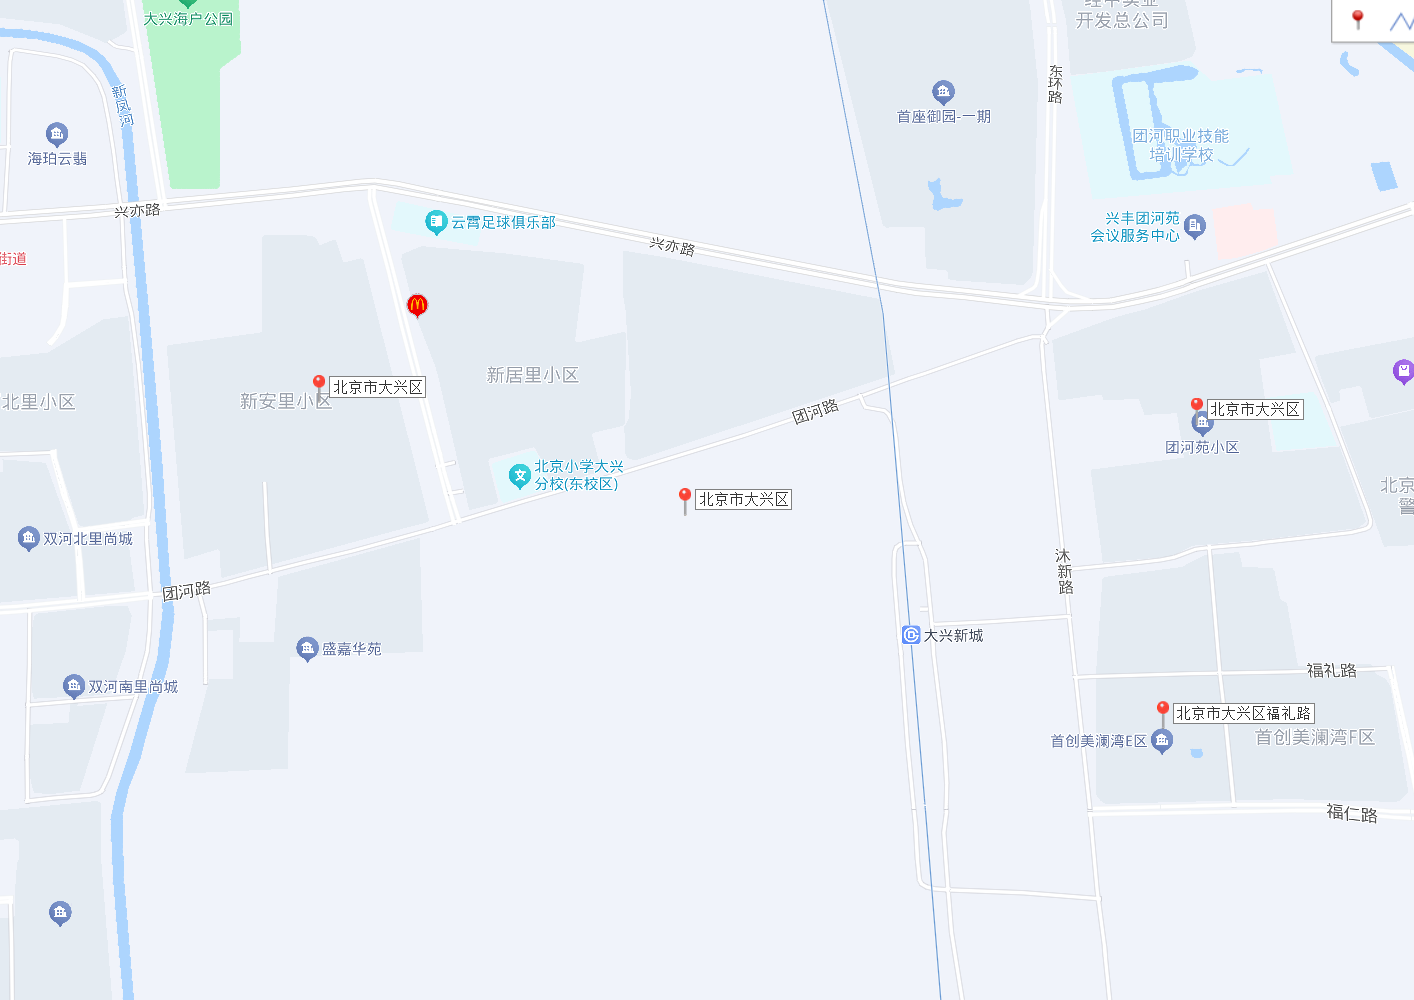 大兴海户公园
经中实业
开发总公司
新凤河
东环路
首座御园-一期
团河职业技能
培训学校
海珀云翡
兴亦路
云霄足球俱乐部
兴亦路
兴丰团河苑
会议服务中心
街道
新居里小区
北京市大兴区
新安里小区
北里小区
团河路
北京市大兴区
团河苑小区
北京小学大兴
分校(东校区)
北京市大兴区
北京
警
双河北里尚城
沐新路
团河路
大兴新城
盛嘉华苑
福礼路
双河南里尚城
北京市大兴区福礼路
首创美澜湾E区
首创美澜湾F区
福仁路